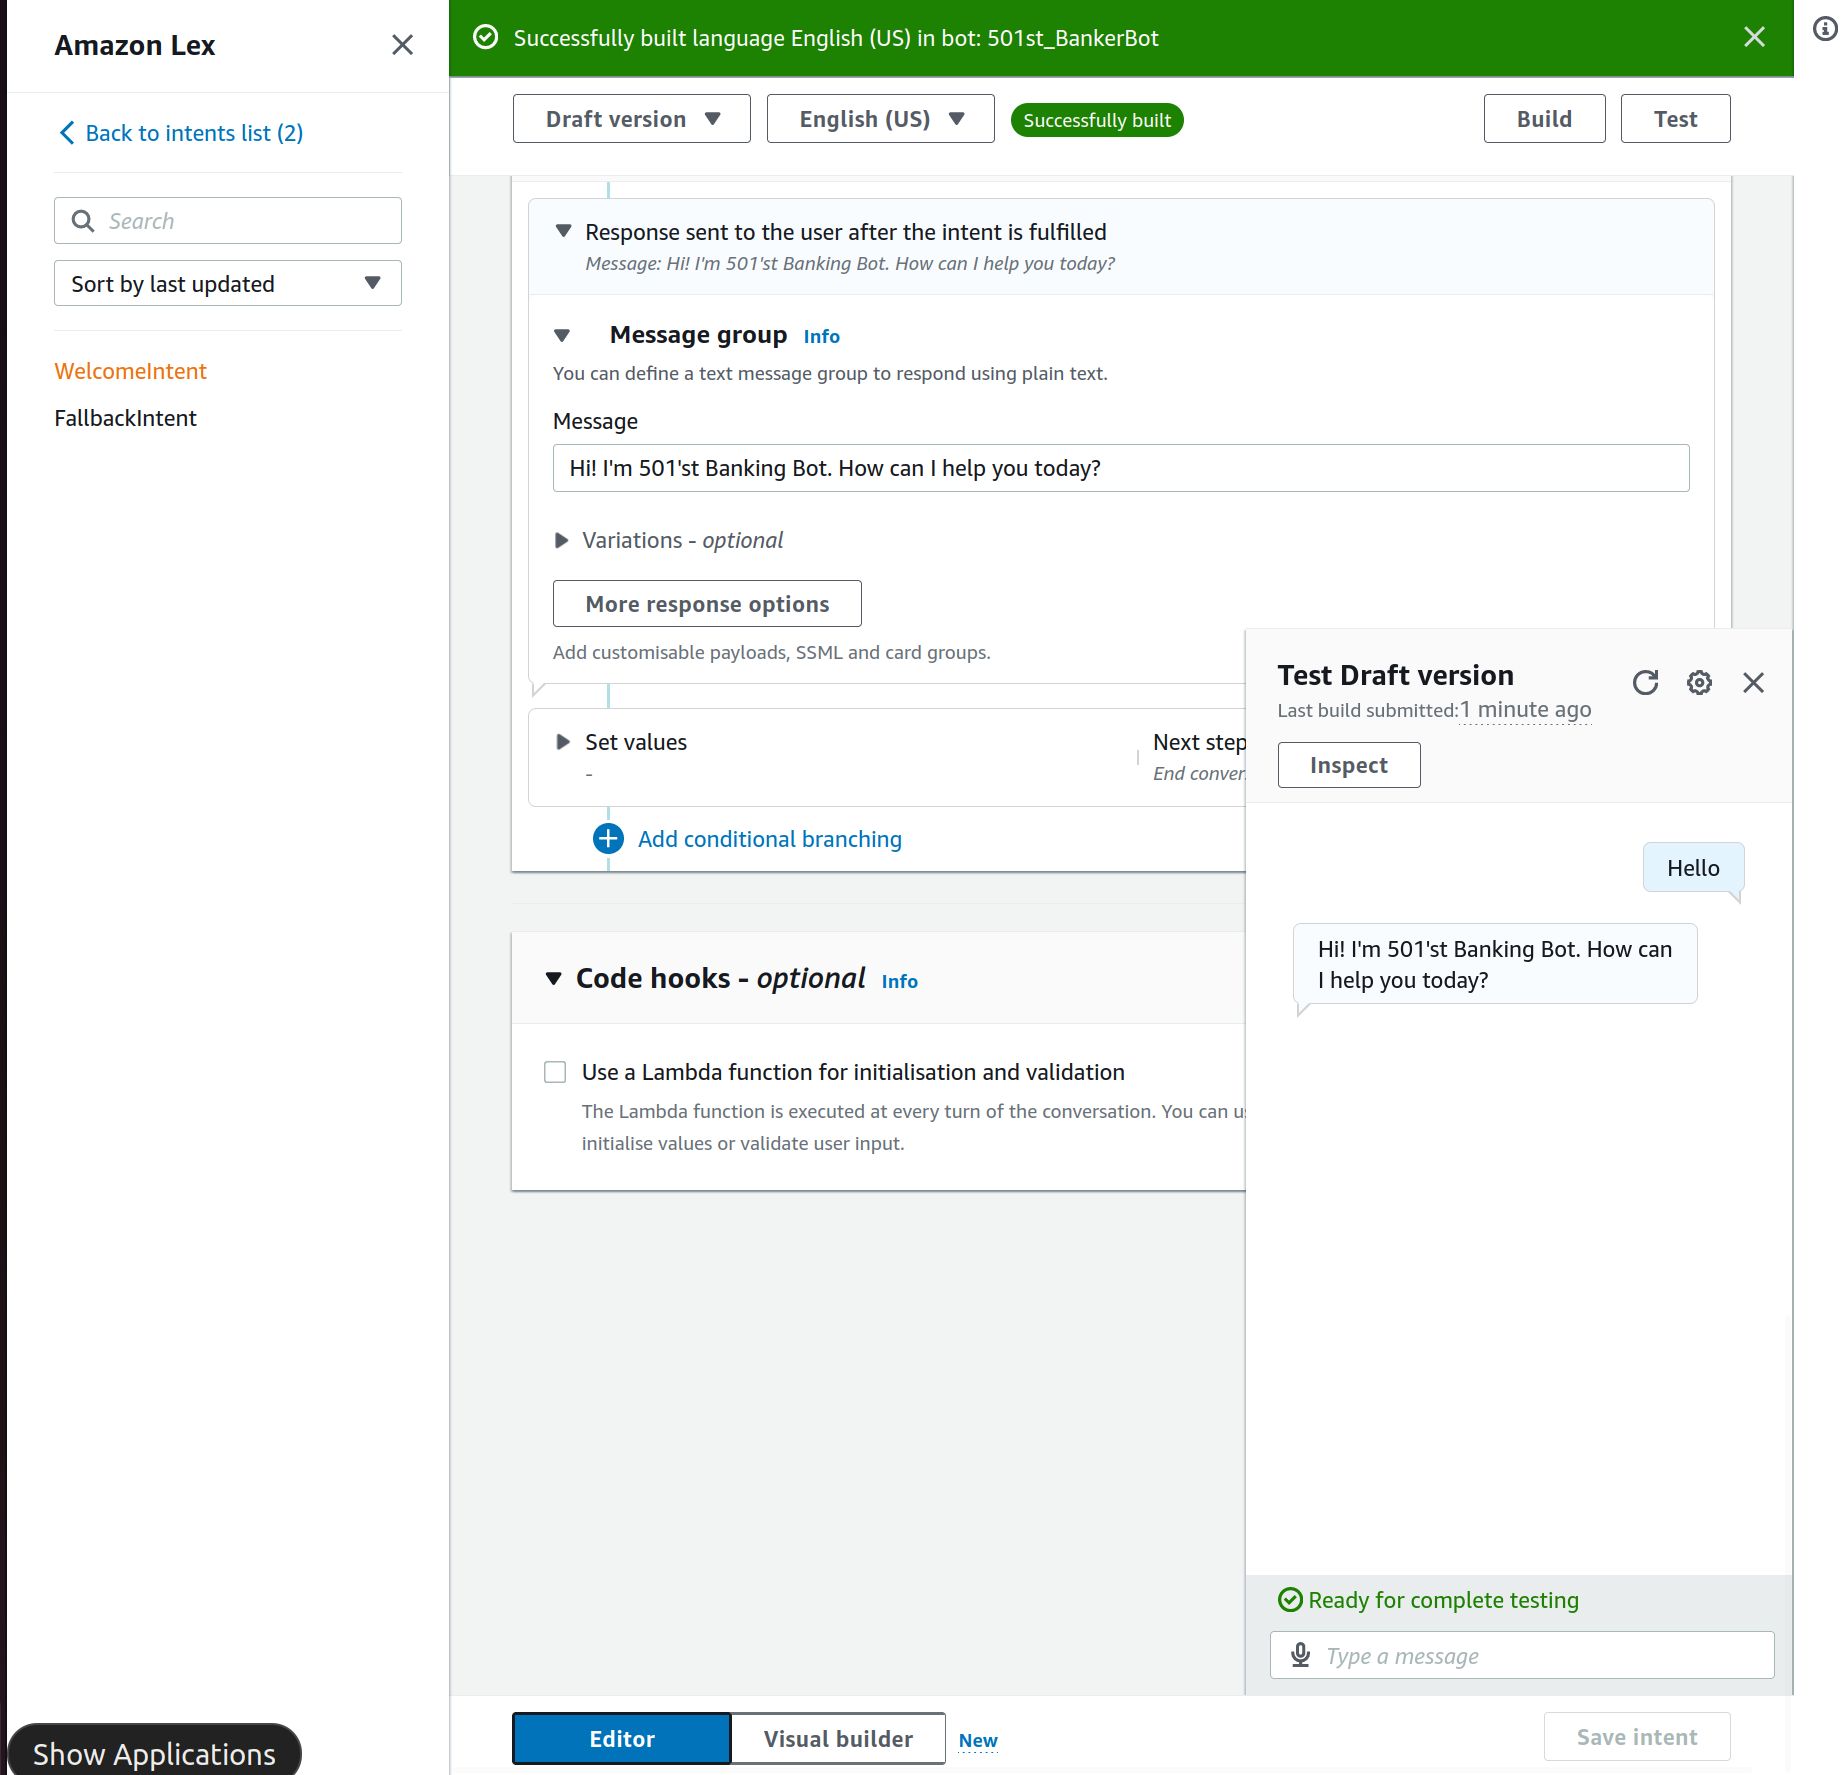 Amazon Lex
Back to intents list (2)
Search
Sort by last updated
WelcomeIntent
FallbackIntent
Show Applications
Successfully built language English (US) in bot: 501st_BankerBot
Draft version
English (US)
Successfully built
Build
Test
Response sent to the user after the intent is fulfilled
Message: Hi! I'm 501'st Banking Bot. How can I help you today?
Message group Info
You can define a text message group to respond using plain text.
Message
Hi! I'm 501'st Banking Bot. How can I help you today?
Variations - optional
More response options
Add customisable payloads, SSML and card groups.
Set values
-
Next step
End conver
Add conditional branching
Code hooks - optional Info
Use a Lambda function for initialisation and validation
The Lambda function is executed at every turn of the conversation. You can us
initialise values or validate user input.
Test Draft version
Last build submitted:1 minute ago
Inspect
Hello
Hi! I'm 501'st Banking Bot. How can
I help you today?
Ready for complete testing
Type a message
Editor
Visual builder
New
Save intent